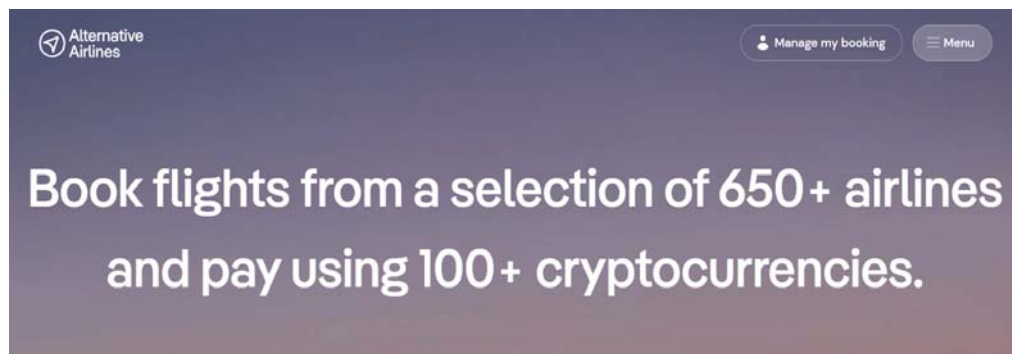 Alternative
Airlines
Manage my booking
Menu
Book flights from a selection of 650+ airlines
and pay using 100+ cryptocurrencies.